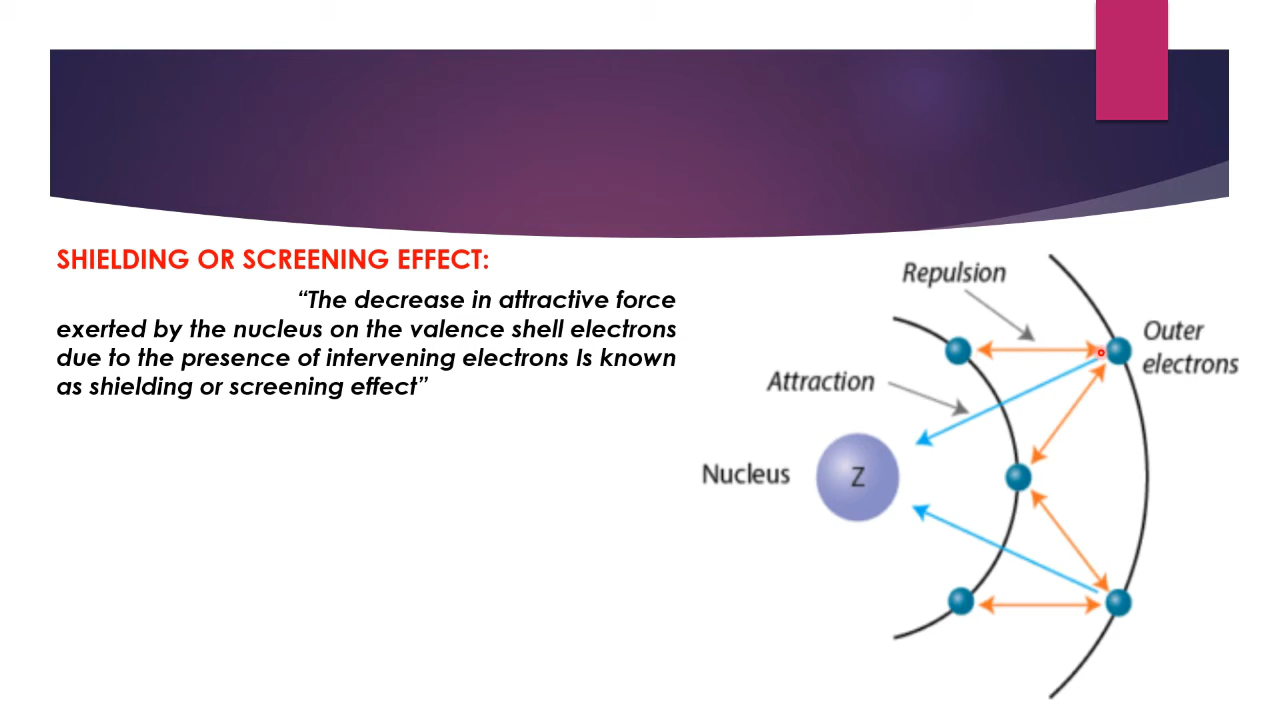 SHIELDING OR SCREENING EFFECT:
“The decrease in attractive force
exerted by the nucleus on the valence shell electrons
due to the presence of intervening electrons Is known
as shielding or screening effect”
Repulsion
Outer
electrons
Attraction
Nucleus
Z